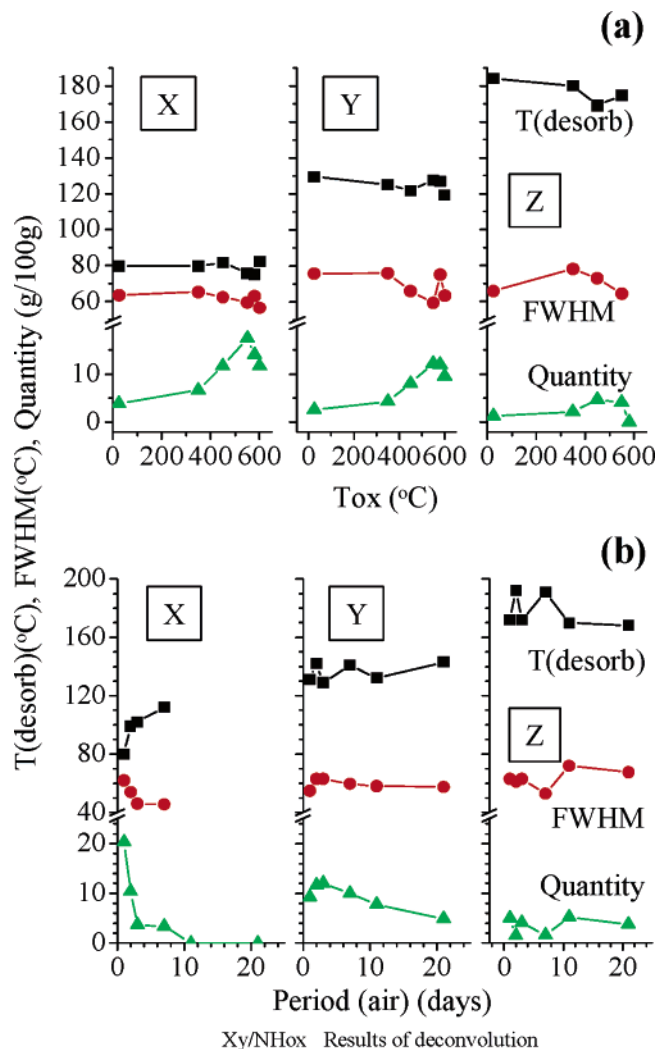 (a)
T(desorb)(°C), FWHM(°C), Quantity (g/100g)
180
160
140
120
100
80
60
10
0
X
Y
Z
T(desorb)
FWHM
Quantity
0 200 400 600
0 200 400 600
0 200 400 600
Tox (°C)
(b)
200
160
120
80
40
20
10
0
X
Y
Z
T(desorb)
FWHM
Quantity
0 10 20
0 10 20
0 10 20
Period (air) (days)
Xy/NHox Results of deconvolution